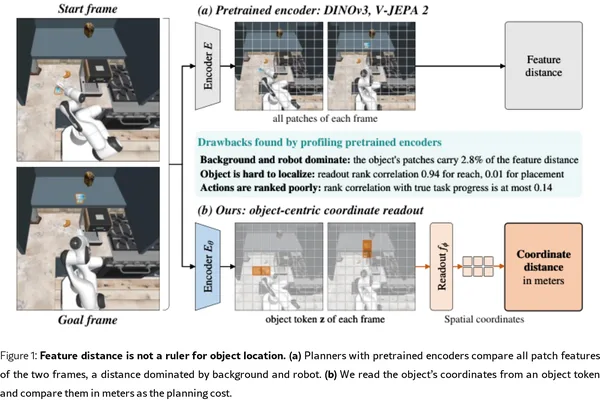 Start frame
(a) Pretrained encoder: DINOv3, V-JEPA 2
Encoder E
all patches of each frame
Feature
distance
Drawbacks found by profiling pretrained encoders
Background and robot dominate: the object's patches carry 2.8% of the feature distance
Object is hard to localize: readout rank correlation 0.94 for reach, 0.01 for placement
Actions are ranked poorly: rank correlation with true task progress is at most 0.14
(b) Ours: object-centric coordinate readout
Encoder Eθ
object token z of each frame
Readout fϕ
Spatial coordinates
Coordinate
distance
in meters
Goal frame
Figure 1: Feature distance is not a ruler for object location. (a) Planners with pretrained encoders compare all patch features
of the two frames, a distance dominated by background and robot. (b) We read the object's coordinates from an object token
and compare them in meters as the planning cost.